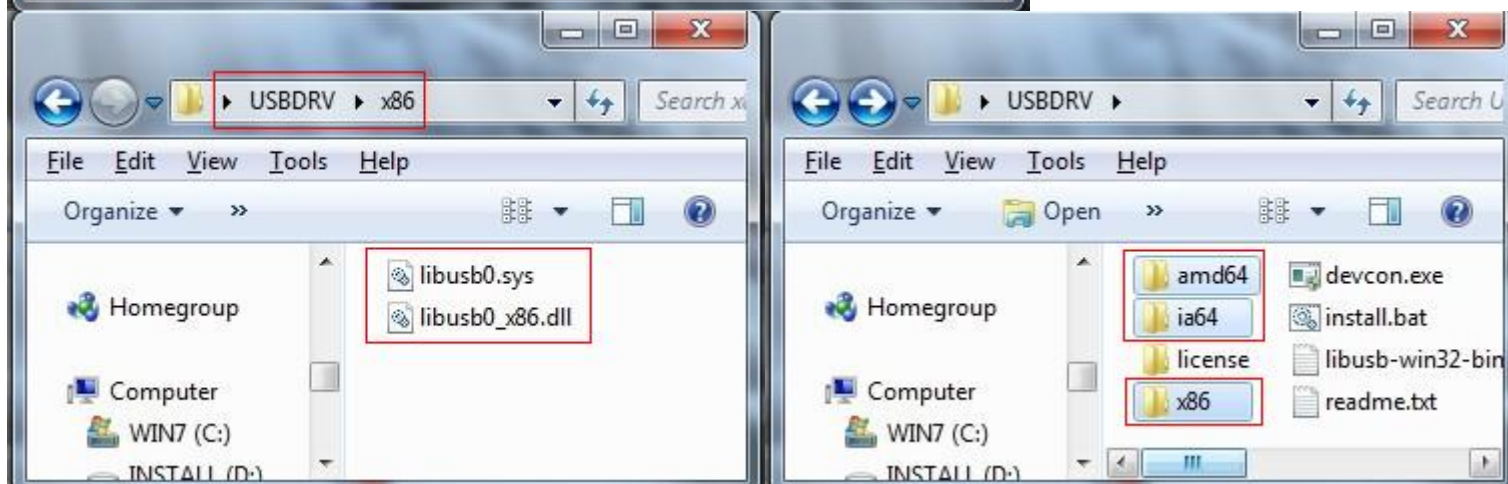 USBDRV x86
Search x
File Edit View Tools Help
Organize
Homegroup
Computer
WIN7 (C:)
INSTALL (D:)
libusb0.sys
libusb0_x86.dll
USBDRV
Search U
File Edit View Tools Help
Organize Open
Homegroup
Computer
WIN7 (C:)
INSTALL (D:)
amd64
ia64
license
x86
devcon.exe
install.bat
libusb-win32-bin
readme.txt